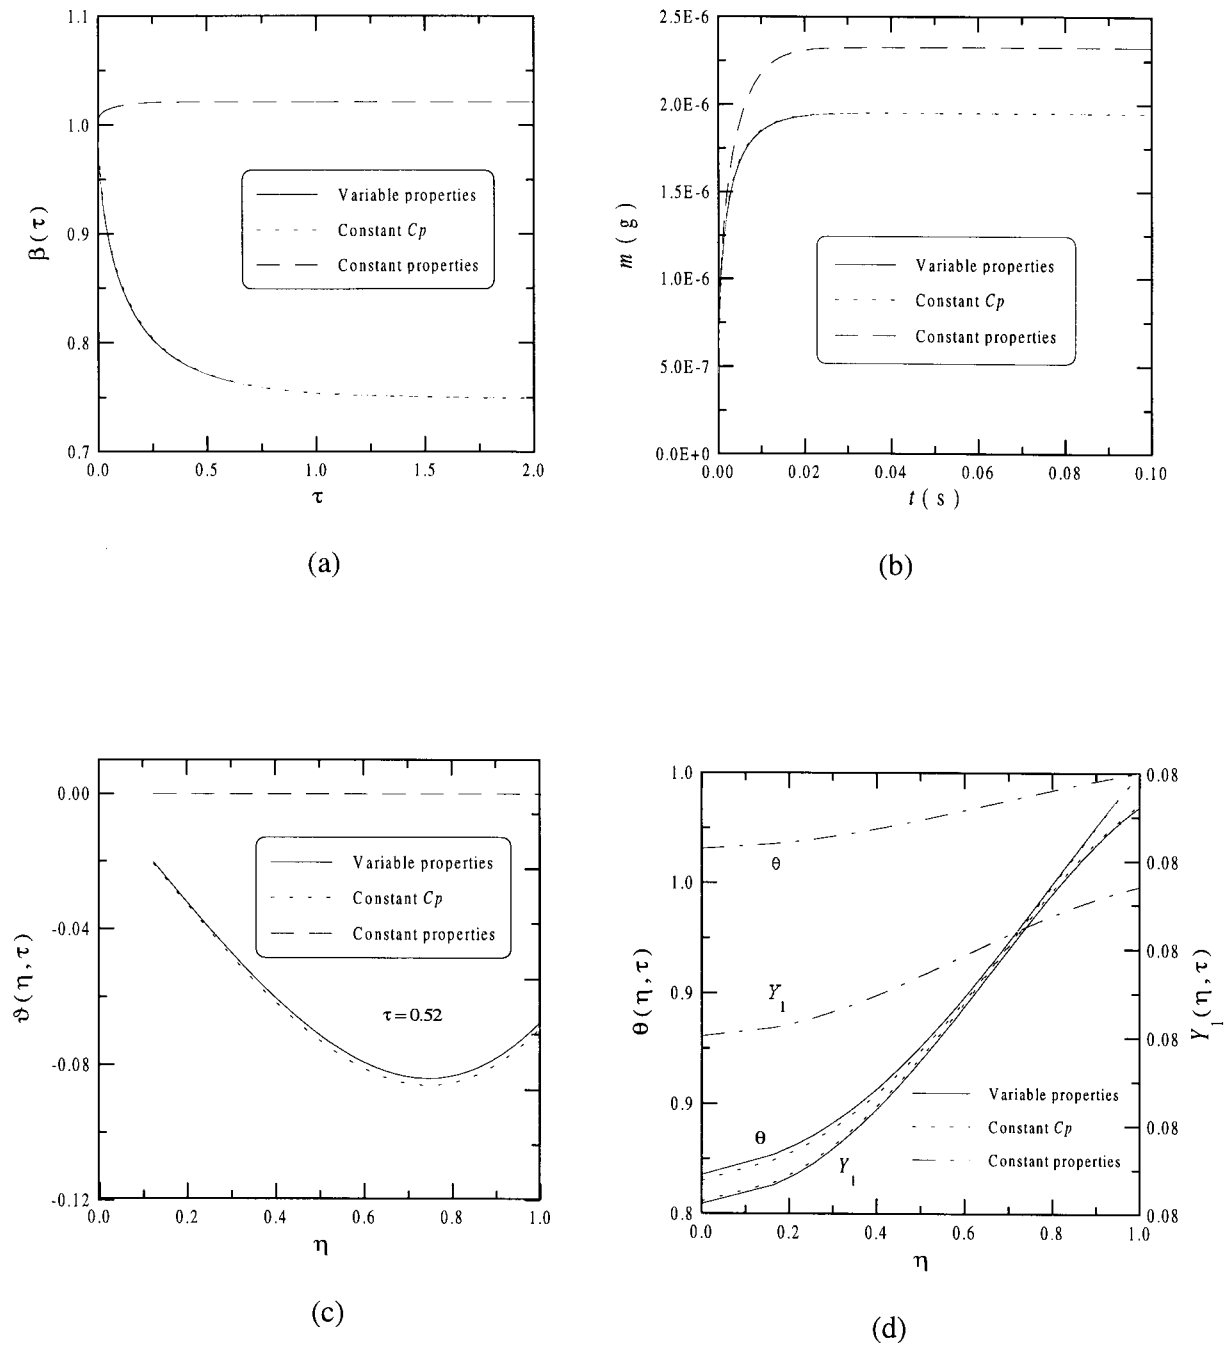 1.1
1.0
0.9
0.8
0.7
β(τ)
Variable properties
Constant Cp
Constant properties
0.0 0.5 1.0 1.5 2.0
τ
(a)
2.5E-6
2.0E-6
1.5E-6
1.0E-6
5.0E-7
0.0E+0
m(g)
Variable properties
Constant Cp
Constant properties
0.00 0.02 0.04 0.06 0.08 0.10
t(s)
(b)
0.00
-0.04
-0.08
-0.12
ϑ(η,τ)
Variable properties
Constant Cp
Constant properties
τ=0.52
0.0 0.2 0.4 0.6 0.8 1.0
η
(c)
1.0
1.0
0.9
0.9
0.8
θ(η,τ)
0.08
0.08
0.08
0.08
0.08
0.08
Y1(η,τ)
θ
Y1
θ
Y1
Variable properties
Constant Cp
Constant properties
0.0 0.2 0.4 0.6 0.8 1.0
η
(d)